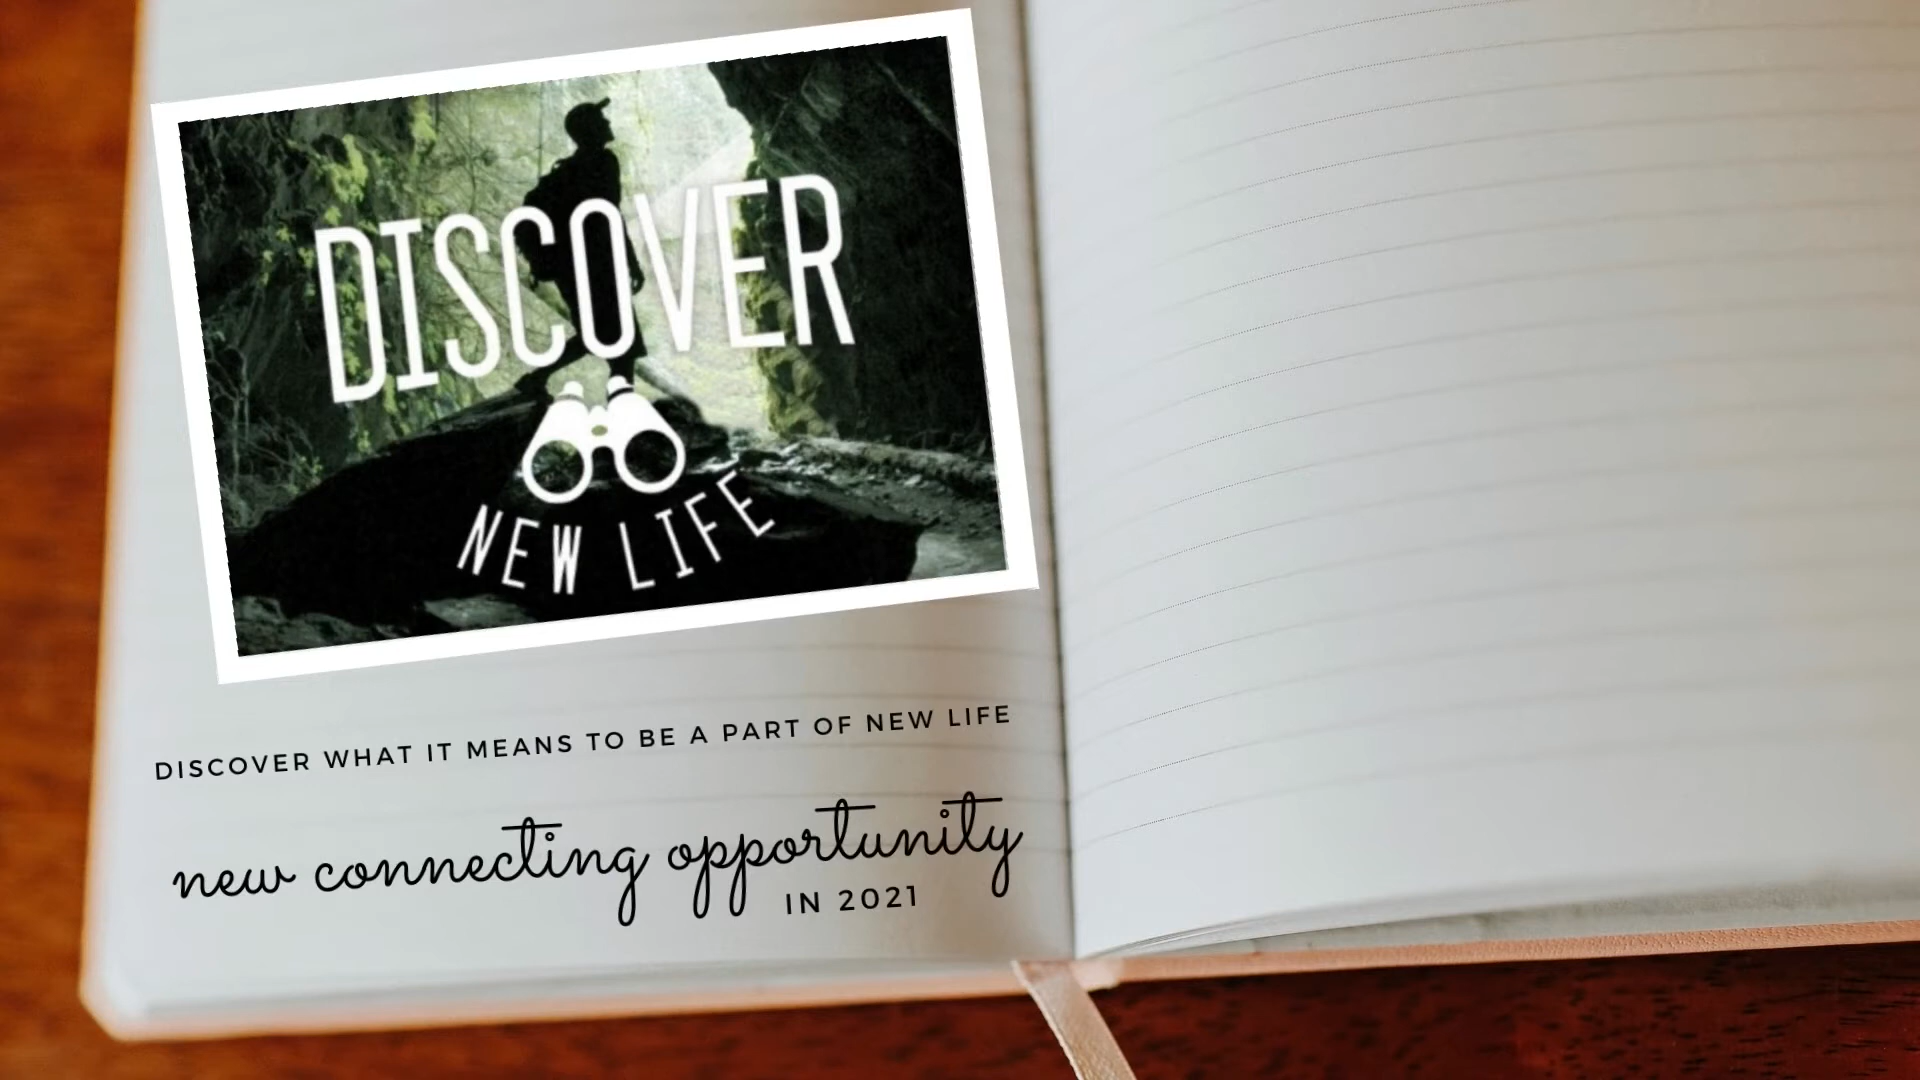 DISCOVER
NEW LIFE
DISCOVER WHAT IT MEANS TO BE A PART OF NEW LIFE
new connecting opportunity
IN 2021